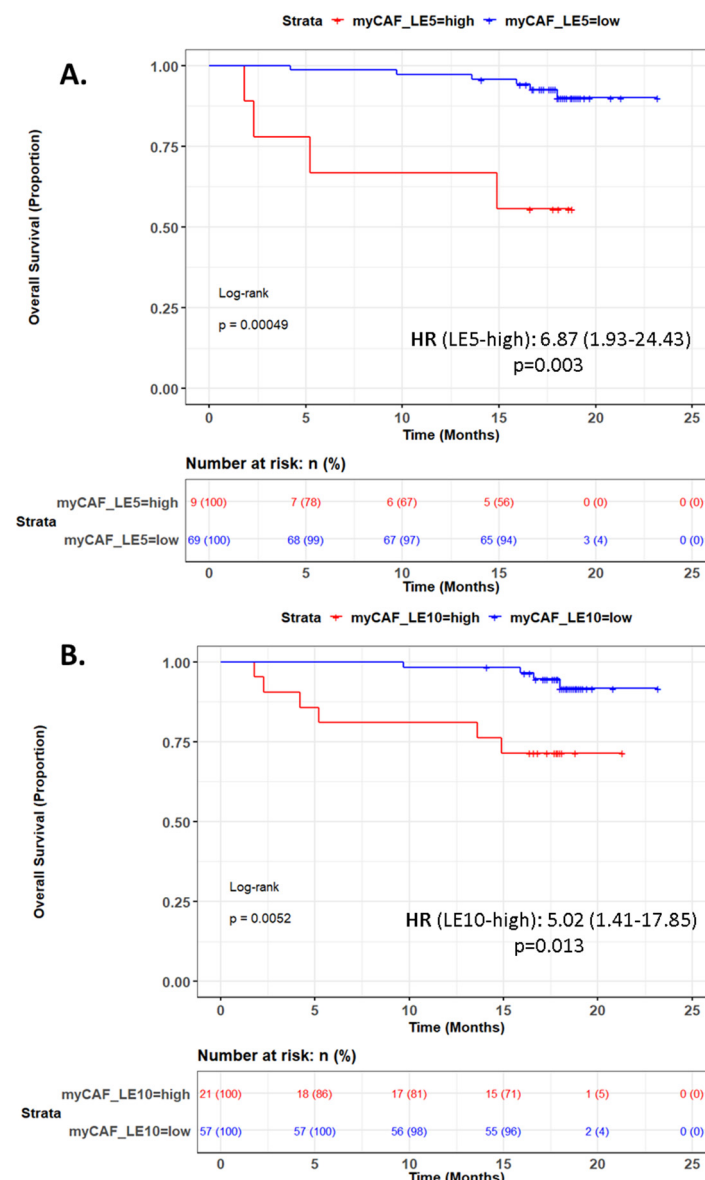 Strata myCAF_LE5=high myCAF_LE5=low
A.
Overall Survival (Proportion)
1.00
0.75
0.50
0.25
0.00
Log-rank
p = 0.00049
HR (LE5-high): 6.87 (1.93-24.43)
p=0.003
0 5 10 15 20 25
Time (Months)
Number at risk: n (%)
Strata
myCAF_LE5=high 9 (100) 7 (78) 6 (67) 5 (56) 0 (0) 0 (0)
myCAF_LE5=low 69 (100) 68 (99) 67 (97) 65 (94) 3 (4) 0 (0)
0 5 10 15 20 25
Time (Months)
Strata myCAF_LE10=high myCAF_LE10=low
B.
Overall Survival (Proportion)
1.00
0.75
0.50
0.25
0.00
Log-rank
p = 0.0052
HR (LE10-high): 5.02 (1.41-17.85)
p=0.013
0 5 10 15 20 25
Time (Months)
Number at risk: n (%)
Strata
myCAF_LE10=high 21 (100) 18 (86) 17 (81) 15 (71) 1 (5) 0 (0)
myCAF_LE10=low 57 (100) 57 (100) 56 (98) 55 (96) 2 (4) 0 (0)
0 5 10 15 20 25
Time (Months)